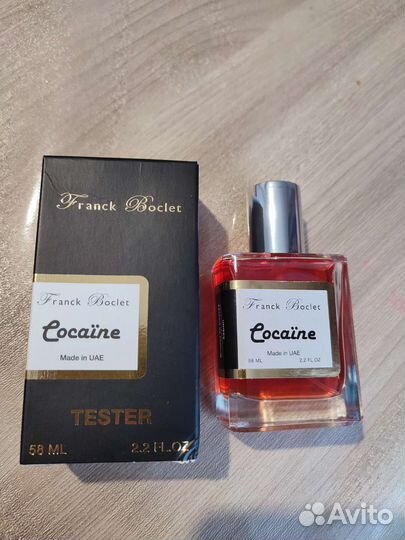 Franck Boclet
Franck Boclet
Cocaïne
Made in UAE
TESTER
58 ML 2.2 FL.OZ
Franck Boclet
Cocaïne
Made in UAE
58 ML 2.2 FL OZ
Avito